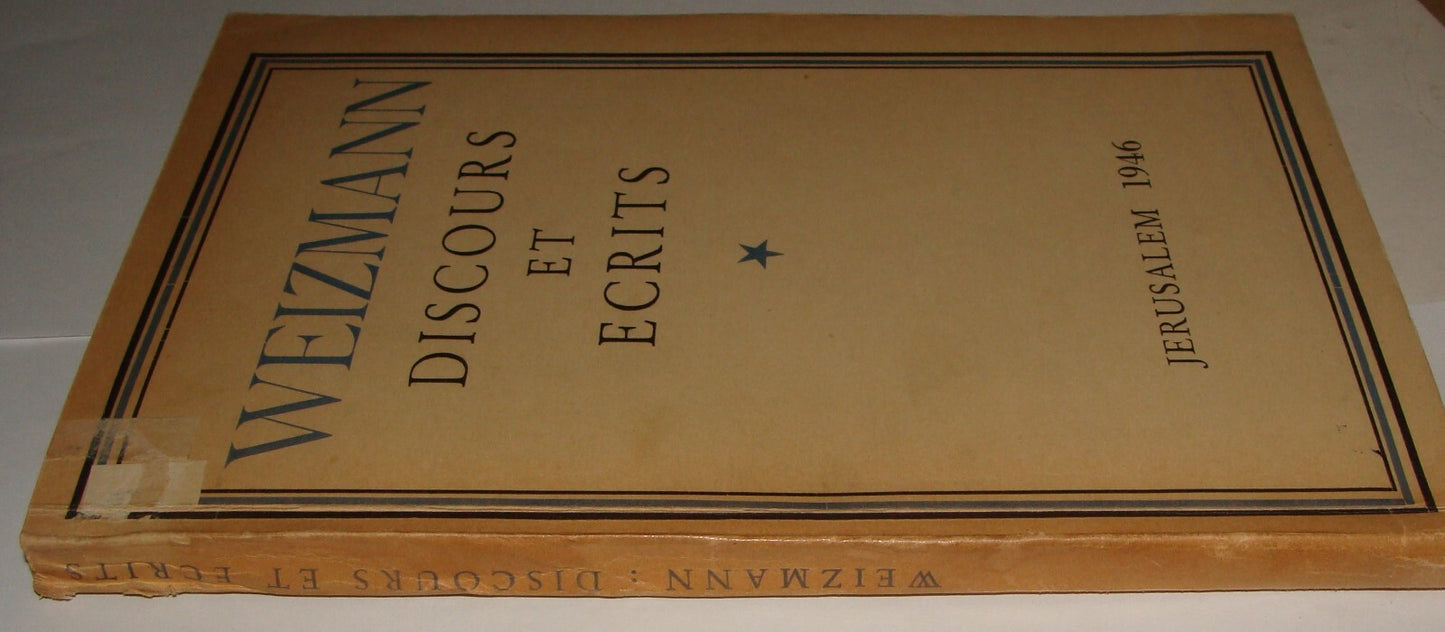 WEIZMANN
DISCOURS
ET
ECRITS
JERUSALEM 1946
WEIZMANN : DISCOURS ET ECRITS